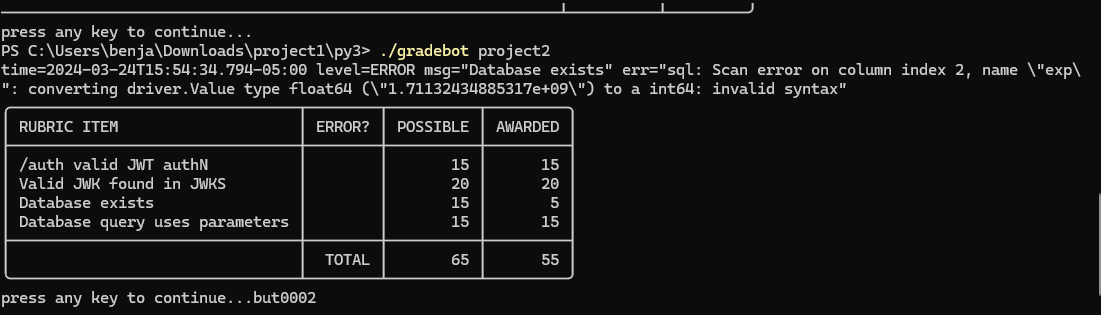 press any key to continue...
PS C:\Users\benja\Downloads\project1\py3> ./gradebot project2
time=2024-03-24T15:54:34.794-05:00 level=ERROR msg="Database exists" err="sql: Scan error on column index 2, name \"exp\
": converting driver.Value type float64 (\"1.71132434885317e+09\") to a int64: invalid syntax"
RUBRIC ITEM ERROR? POSSIBLE AWARDED
/auth valid JWT authN 15 15
Valid JWK found in JWKS 20 20
Database exists 15 5
Database query uses parameters 15 15
TOTAL 65 55
press any key to continue...but0002